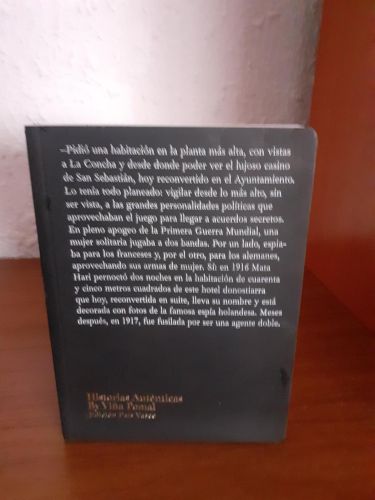 —Pidió una habitación en la planta más alta, con vistas
a La Concha y desde donde poder ver el lujoso casino
de San Sebastián, hoy reconvertido en el Ayuntamiento.
Lo tenía todo planeado: vigilar desde lo más alto, sin
ser vista, a las grandes personalidades políticas que
aprovechaban el juego para llegar a acuerdos secretos.
En pleno apogeo de la Primera Guerra Mundial, una
mujer solitaria jugaba a dos bandas. Por un lado, espia-
ba para los franceses y, por el otro, para los alemanes,
aprovechando sus armas de mujer. Sí: en 1916 Mata
Hari pernoctó dos noches en la habitación de cuarenta
y cinco metros cuadrados de este hotel donostiarra
que hoy, reconvertida en suite, lleva su nombre y está
decorada con fotos de la famosa espía holandesa. Meses
después, en 1917, fue fusilada por ser una agente doble.
Historias Auténticas
By Viña Pomal
Edición País Vasco